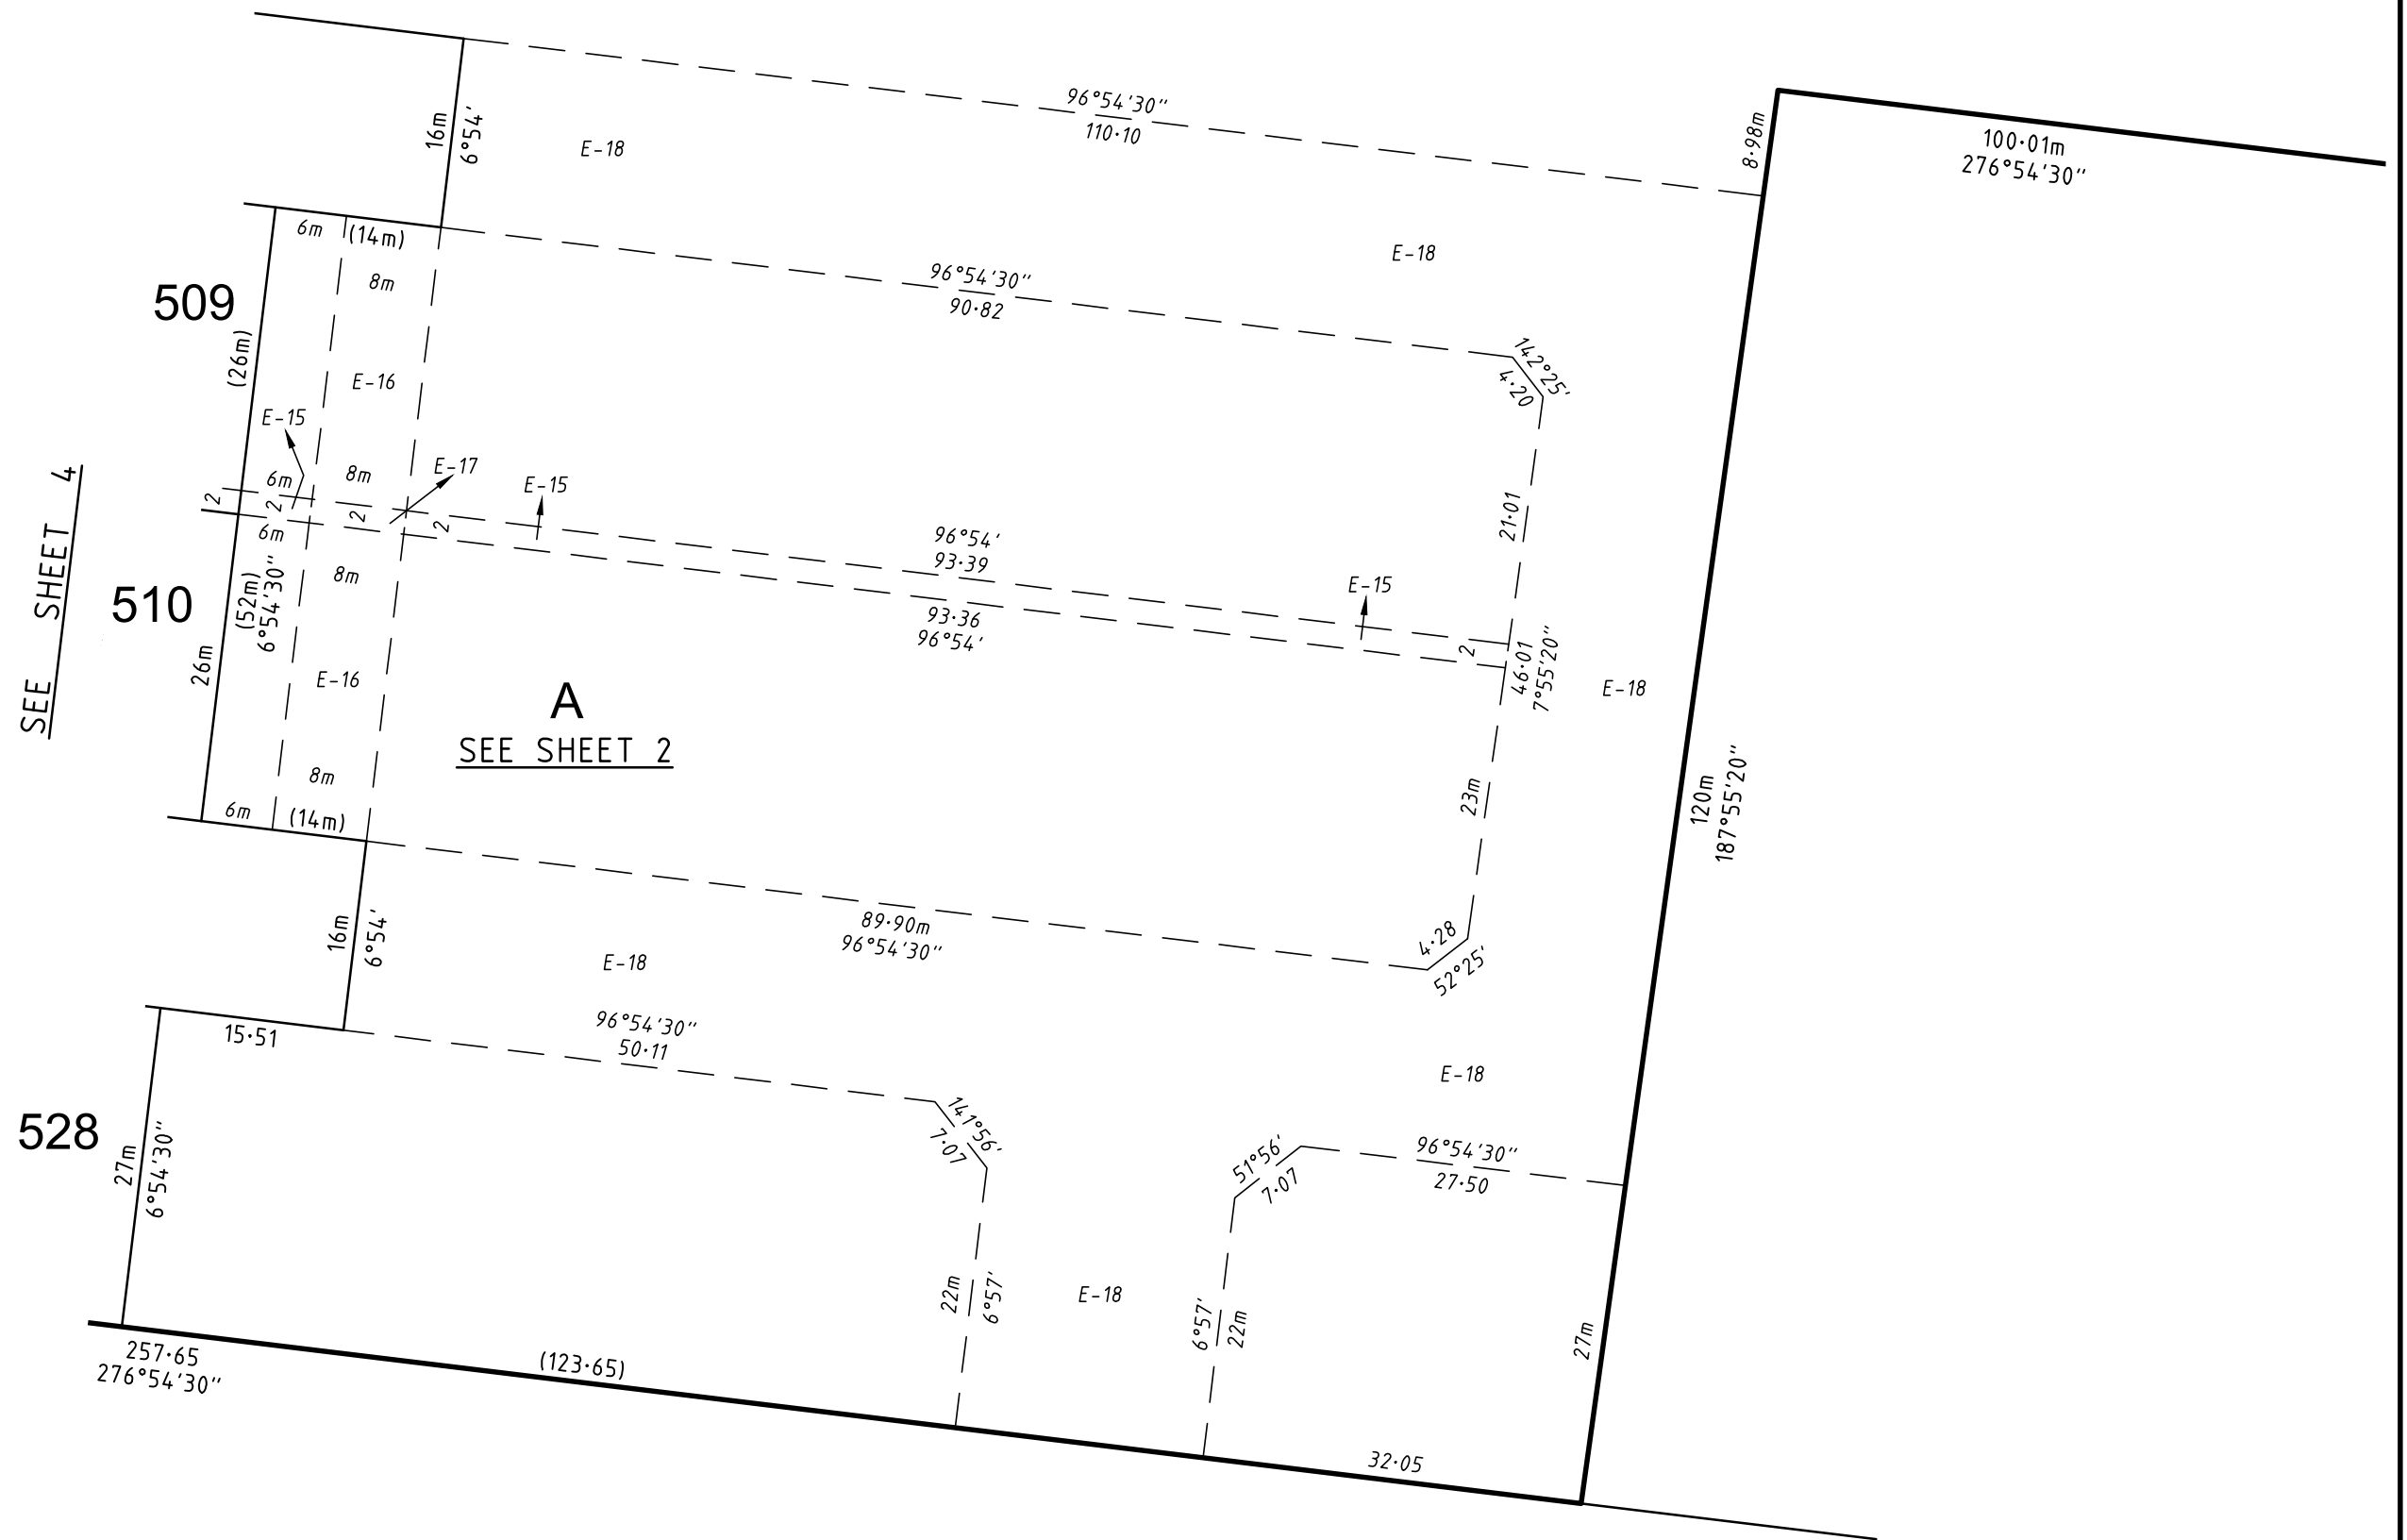 96°54'30"
110·10
16m
6°54'
E-18
8·98m
100·01m
276°54'30"
6m
(14m)
8m
E-18
96°54'30"
90·82
509
(26m)
142°25'
4·20
E-16
E-15
6m
8m
E-17
E-15
2
2
2
2
21·01
96°54'
93·39
SEE SHEET 4
6m
8m
E-15
510
(52m)
6°54'30"
93·36
96°54'
2
46·01
7°55'20"
26m
E-16
A
SEE SHEET 2
E-18
8m
6m
(14m)
23m
120m
187°55'20"
16m
6°54'
89·90m
96°54'30"
4·28
52°25'
E-18
96°54'30"
50·11
15·51
E-18
528
27m
6°54'30"
141°56'
7·07
51°56'
7·07
96°54'30"
27·50
22m
6°57'
E-18
6°57'
22m
27m
257·65
276°54'30"
(123·65)
32·05